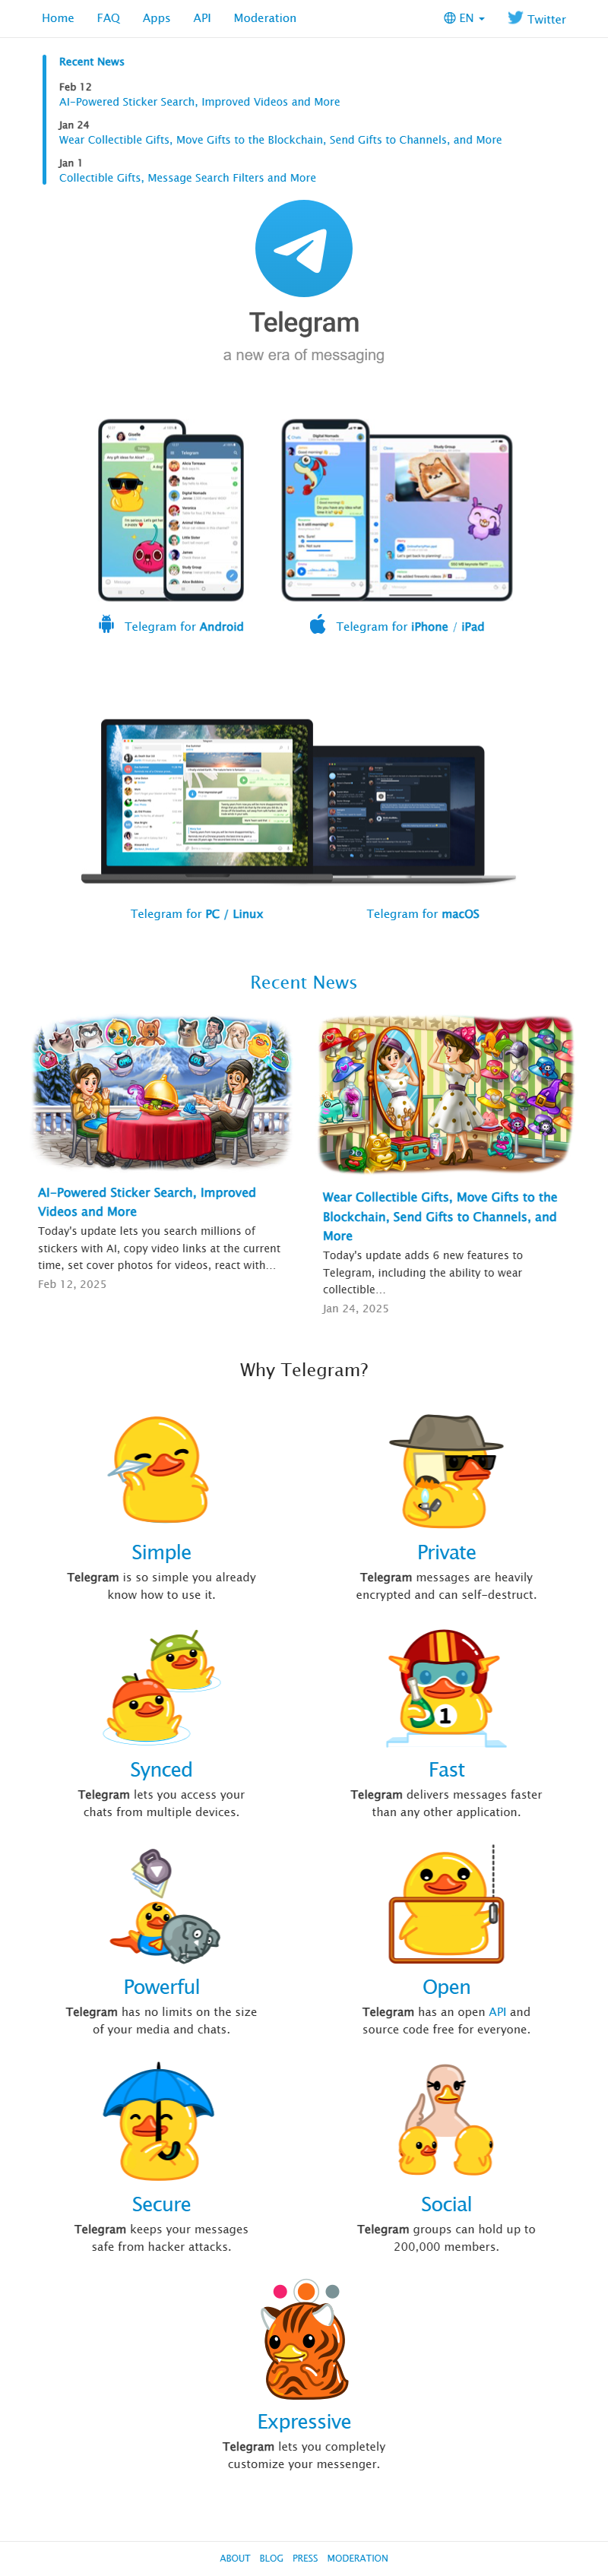 Home FAQ Apps API Moderation EN Twitter
Recent News
Feb 12
AI-Powered Sticker Search, Improved Videos and More
Jan 24
Wear Collectible Gifts, Move Gifts to the Blockchain, Send Gifts to Channels, and More
Jan 1
Collectible Gifts, Message Search Filters and More
Telegram
a new era of messaging
Telegram for Android
Telegram for iPhone / iPad
Telegram for PC / Linux
Telegram for macOS
Recent News
AI-Powered Sticker Search, Improved
Videos and More
Today's update lets you search millions of
stickers with AI, copy video links at the current
time, set cover photos for videos, react with…
Feb 12, 2025
Wear Collectible Gifts, Move Gifts to the
Blockchain, Send Gifts to Channels, and
More
Today's update adds 6 new features to
Telegram, including the ability to wear
collectible…
Jan 24, 2025
Why Telegram?
Simple
Telegram is so simple you already
know how to use it.
Private
Telegram messages are heavily
encrypted and can self-destruct.
Synced
Telegram lets you access your
chats from multiple devices.
1
Fast
Telegram delivers messages faster
than any other application.
Powerful
Telegram has no limits on the size
of your media and chats.
Open
Telegram has an open API and
source code free for everyone.
Secure
Telegram keeps your messages
safe from hacker attacks.
Social
Telegram groups can hold up to
200,000 members.
Expressive
Telegram lets you completely
customize your messenger.
ABOUT BLOG PRESS MODERATION